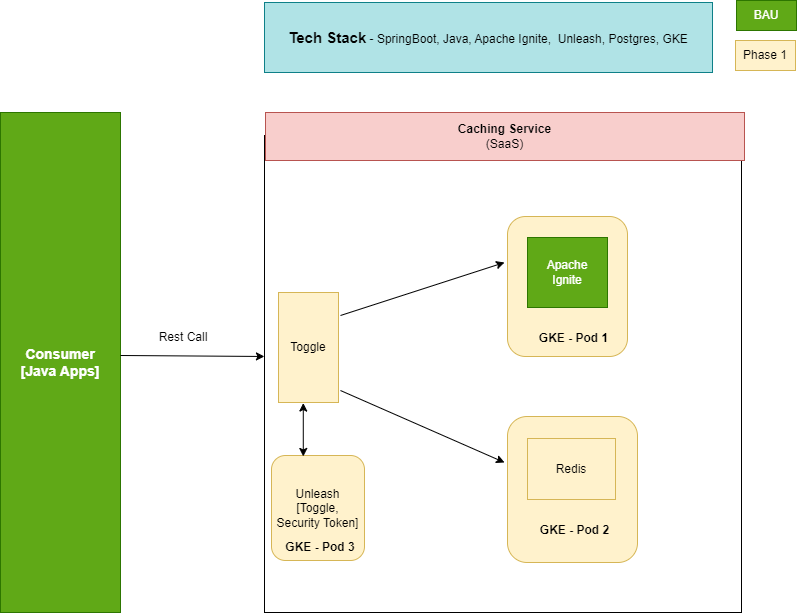 Tech Stack - SpringBoot, Java, Apache Ignite,  Unleash, Postgres, GKE
BAU
Phase 1
Caching Service
(SaaS)
Apache
Ignite
GKE - Pod 1
Rest Call
Toggle
Consumer
[Java Apps]
Redis
GKE - Pod 2
Unleash
[Toggle,
Security Token]
GKE - Pod 3